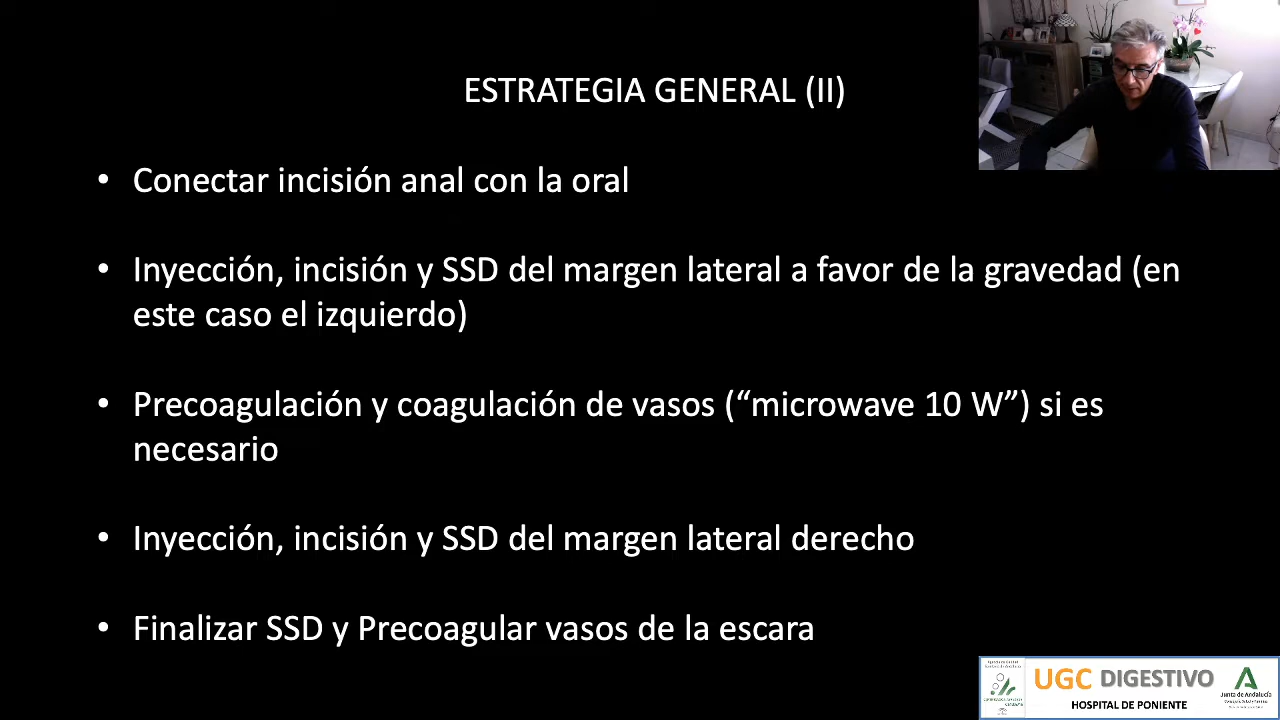 ESTRATEGIA GENERAL (II)
• Conectar incisión anal con la oral
• Inyección, incisión y SSD del margen lateral a favor de la gravedad (en
este caso el izquierdo)
• Precoagulación y coagulación de vasos (“microwave 10 W”) si es
necesario
• Inyección, incisión y SSD del margen lateral derecho
• Finalizar SSD y Precoagular vasos de la escara
UGC DIGESTIVO
HOSPITAL DE PONIENTE
Junta de Andalucía